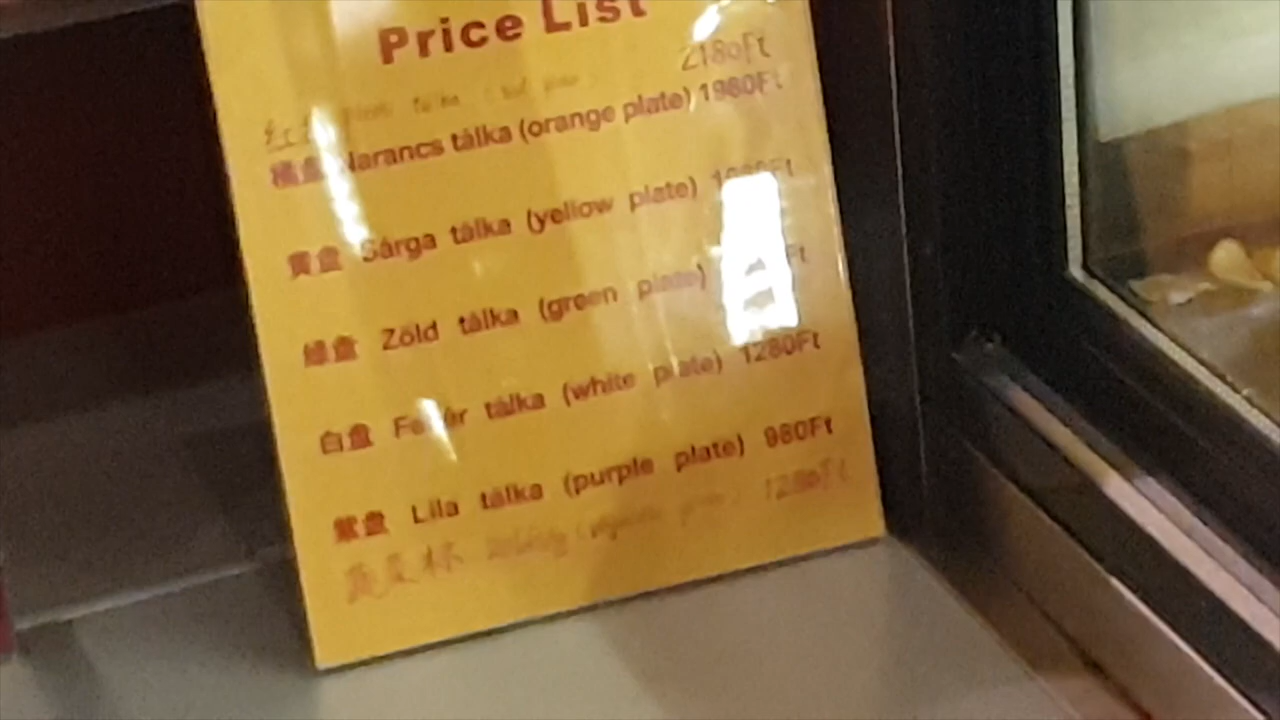 Price List
2180Ft
橘盘 Narancs tálka (orange plate) 1980Ft
黄盘 Sárga tálka (yellow plate)
绿盘 Zöld tálka (green plate)
白盘 Fehér tálka (white plate) 1280Ft
紫盘 Lila tálka (purple plate) 980Ft
1280Ft